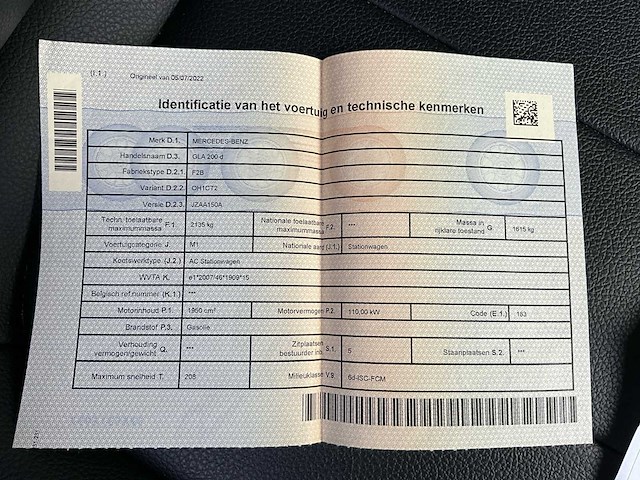 (I.1.) Origineel van 05/07/2022
Identificatie van het voertuig en technische kenmerken
Merk D.1. MERCEDES-BENZ
Handelsnaam D.3. GLA 200 d
Fabriekstype D.2.1. F2B
Variant D.2.2. OH1C72
Versie D.2.3. JZAA150A
Techn. toelaatbare maximummassa F.1. 2135 kg Nationale toelaatbare maximummassa F.2. *** Massa in rijklare toestand G 1615 kg
Voertuigcategorie J. M1 Nationale aard (J.1.) Stationwagen
Koetswerktype (J.2.) AC Stationwagen
WVTA K. e1*2007/46*1909*15
Belgisch ref nummer (K.1.) ***
Motorinhoud P.1. 1950 cm³ Motorvermogen P.2. 110,00 kW Code (E.1.) 183
Brandstof P.3. Gasolie
Verhouding vermogen/gewicht Q. *** Zitplaatsen bestuurder inb. S.1. 5 Staanplaatsen S.2. ***
Maximum snelheid T. 208 Milieuklasse V.9. 6d-ISC-FCM